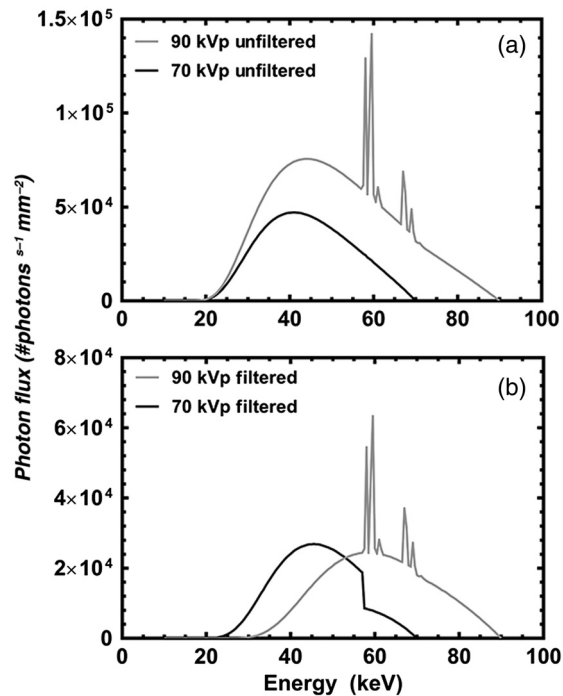 1.5×10⁵
90 kVp unfiltered
(a)
70 kVp unfiltered
1×10⁵
5×10⁴
0
0 20 40 60 80 100
8×10⁴
90 kVp filtered
(b)
70 kVp filtered
6×10⁴
4×10⁴
2×10⁴
0
0 20 40 60 80 100
Energy (keV)
Photon flux (#photons s⁻¹ mm⁻²)